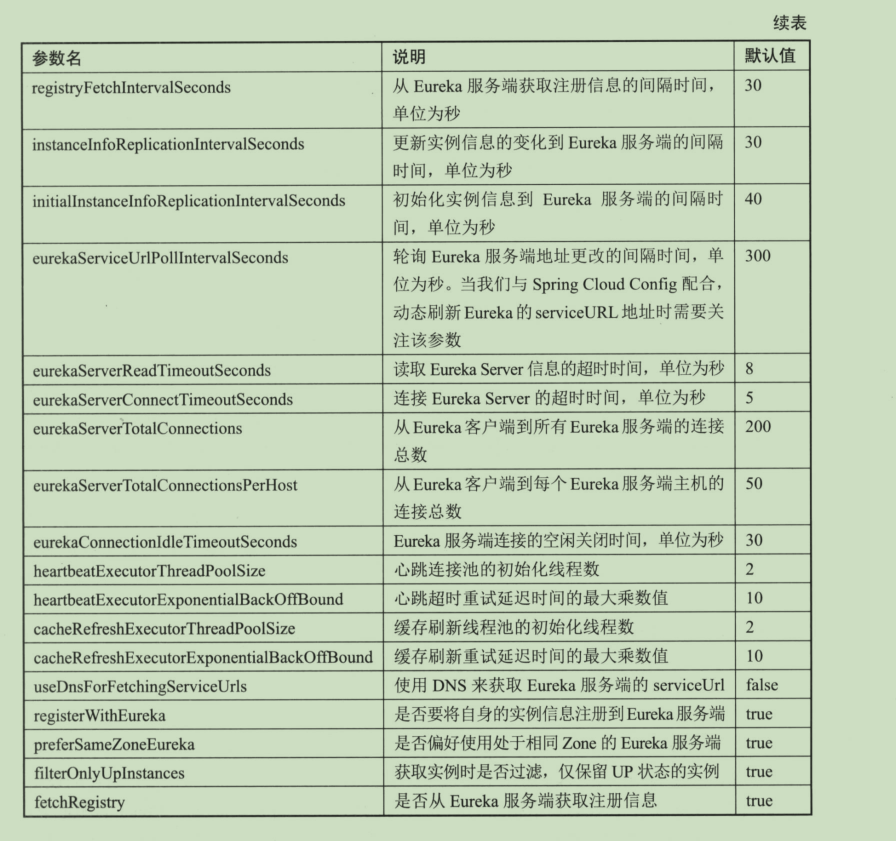 续表
参数名 说明 默认值
registryFetchIntervalSeconds 从 Eureka 服务端获取注册信息的间隔时间， 30
单位为秒
instanceInfoReplicationIntervalSeconds 更新实例信息的变化到 Eureka 服务端的间隔 30
时间，单位为秒
initialInstanceInfoReplicationIntervalSeconds 初始化实例信息到 Eureka 服务端的间隔时 40
间，单位为秒
eurekaServiceUrlPollIntervalSeconds 轮询 Eureka 服务端地址更改的间隔时间，单 300
位为秒。当我们与 Spring Cloud Config 配合，
动态刷新 Eureka 的 serviceURL 地址时需要关
注该参数
eurekaServerReadTimeoutSeconds 读取 Eureka Server 信息的超时时间，单位为秒 8
eurekaServerConnectTimeoutSeconds 连接 Eureka Server 的超时时间，单位为秒 5
eurekaServerTotalConnections 从 Eureka 客户端到所有 Eureka 服务端的连接 200
总数
eurekaServerTotalConnectionsPerHost 从 Eureka 客户端到每个 Eureka 服务端主机的 50
连接总数
eurekaConnectionIdleTimeoutSeconds Eureka 服务端连接的空闲关闭时间，单位为秒 30
heartbeatExecutorThreadPoolSize 心跳连接池的初始化线程数 2
heartbeatExecutorExponentialBackOffBound 心跳超时重试延迟时间的最大乘数值 10
cacheRefreshExecutorThreadPoolSize 缓存刷新线程池的初始化线程数 2
cacheRefreshExecutorExponentialBackOffBound 缓存刷新重试延迟时间的最大乘数值 10
useDnsForFetchingServiceUrls 使用 DNS 来获取 Eureka 服务端的 serviceUrl false
registerWithEureka 是否要将自身的实例信息注册到 Eureka 服务端 true
preferSameZoneEureka 是否偏好使用处于相同 Zone 的 Eureka 服务端 true
filterOnlyUpInstances 获取实例时是否过滤，仅保留 UP 状态的实例 true
fetchRegistry 是否从 Eureka 服务端获取注册信息 true